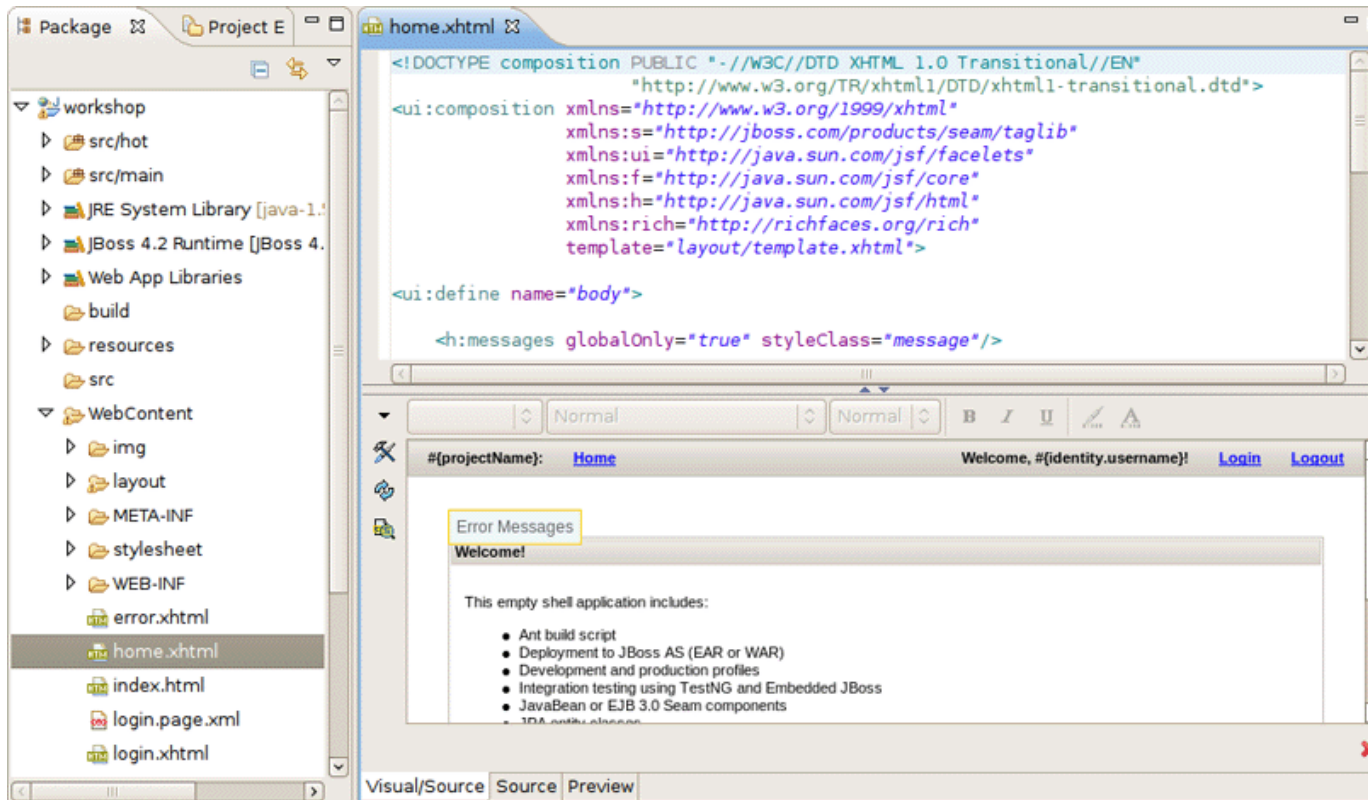 Package
Project E
workshop
src/hot
src/main
JRE System Library [java-1.
JBoss 4.2 Runtime [JBoss 4.
Web App Libraries
build
resources
src
WebContent
img
layout
META-INF
stylesheet
WEB-INF
error.xhtml
home.xhtml
index.html
login.page.xml
login.xhtml
home.xhtml
<!DOCTYPE composition PUBLIC "-//W3C//DTD XHTML 1.0 Transitional//EN"
"http://www.w3.org/TR/xhtml1/DTD/xhtml1-transitional.dtd">
<ui:composition xmlns="http://www.w3.org/1999/xhtml"
xmlns:s="http://jboss.com/products/seam/taglib"
xmlns:ui="http://java.sun.com/jsf/facelets"
xmlns:f="http://java.sun.com/jsf/core"
xmlns:h="http://java.sun.com/jsf/html"
xmlns:rich="http://richfaces.org/rich"
template="layout/template.xhtml">
<ui:define name="body">
<h:messages globalOnly="true" styleClass="message"/>
Normal Normal B I U A
#{projectName}: Home Welcome, #{identity.username}! Login Logout
Error Messages
Welcome!
This empty shell application includes:
● Ant build script
● Deployment to JBoss AS (EAR or WAR)
● Development and production profiles
● Integration testing using TestNG and Embedded JBoss
● JavaBean or EJB 3.0 Seam components
● JPA entity classes
Visual/Source Source Preview